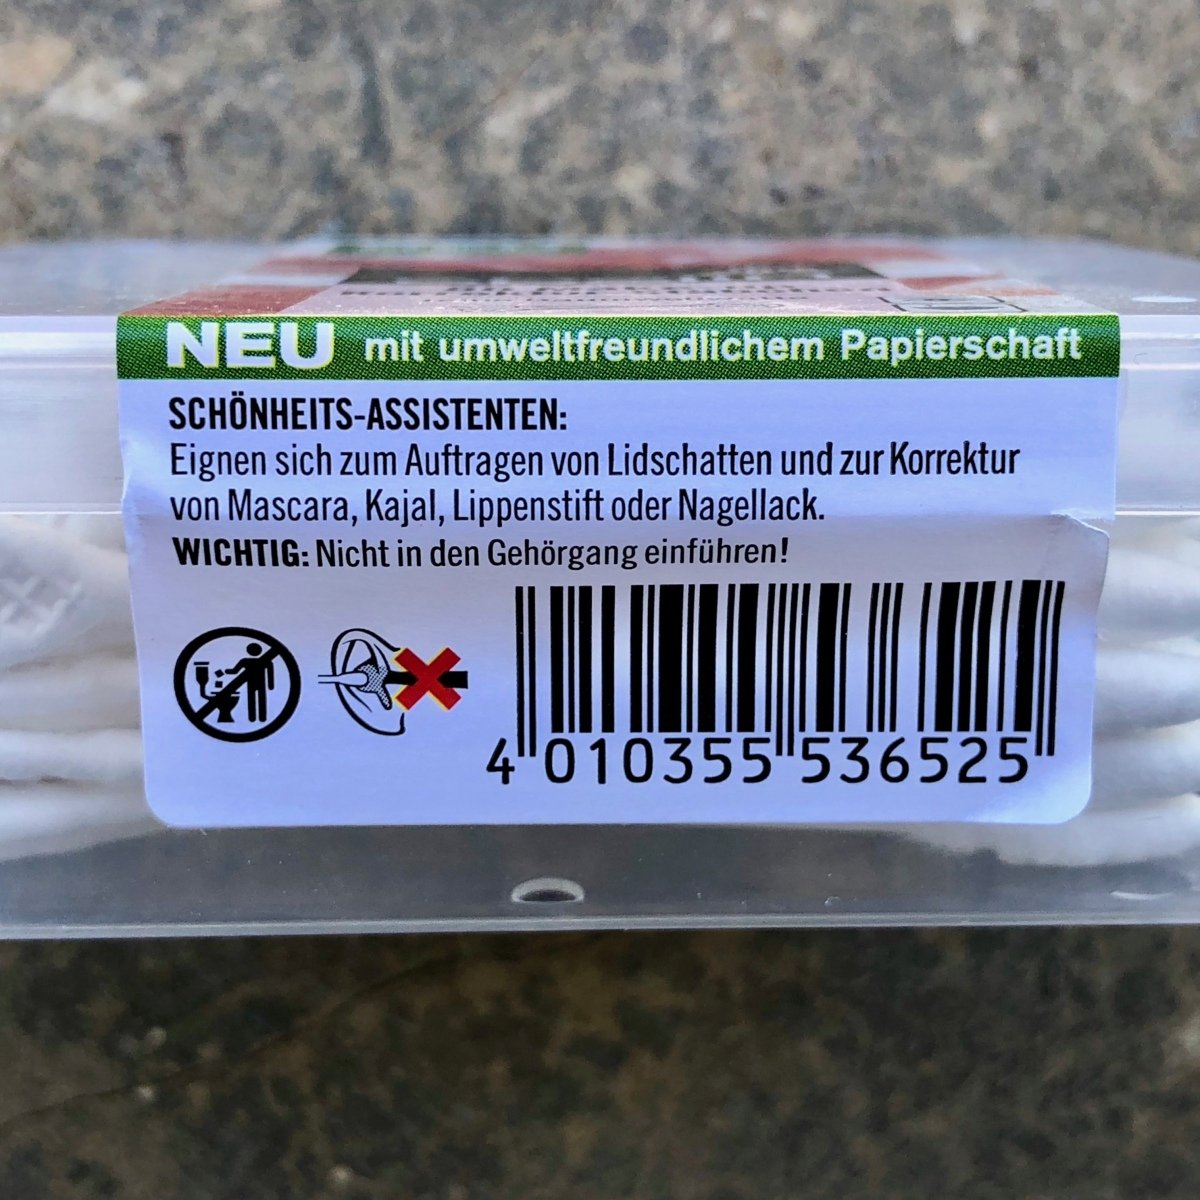 NEU mit umweltfreundlichem Papierschaft
SCHÖNHEITS-ASSISTENTEN:
Eignen sich zum Auftragen von Lidschatten und zur Korrektur
von Mascara, Kajal, Lippenstift oder Nagellack.
WICHTIG: Nicht in den Gehörgang einführen!
4 010355 536525